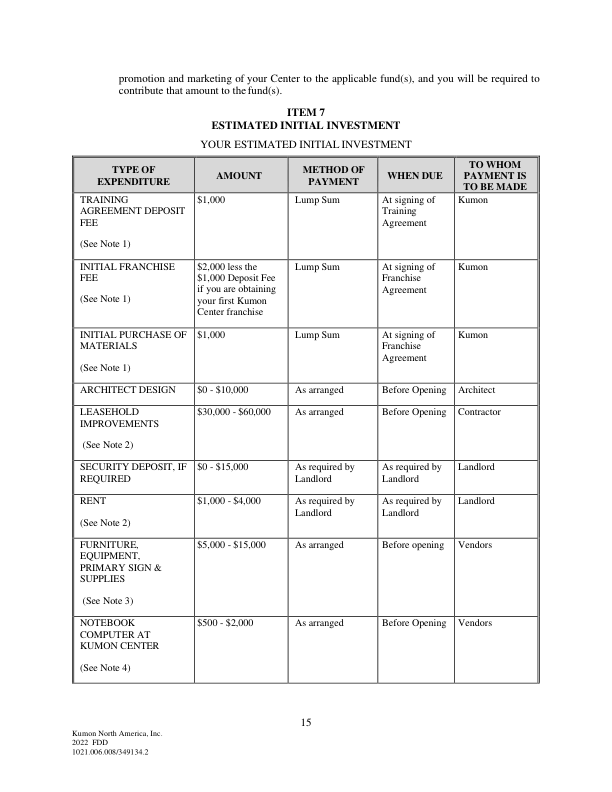 promotion and marketing of your Center to the applicable fund(s), and you will be required to
contribute that amount to the fund(s).
ITEM 7
ESTIMATED INITIAL INVESTMENT
YOUR ESTIMATED INITIAL INVESTMENT
TYPE OF EXPENDITURE | AMOUNT | METHOD OF PAYMENT | WHEN DUE | TO WHOM PAYMENT IS TO BE MADE
TRAINING AGREEMENT DEPOSIT FEE (See Note 1) | $1,000 | Lump Sum | At signing of Training Agreement | Kumon
INITIAL FRANCHISE FEE (See Note 1) | $2,000 less the $1,000 Deposit Fee if you are obtaining your first Kumon Center franchise | Lump Sum | At signing of Franchise Agreement | Kumon
INITIAL PURCHASE OF MATERIALS (See Note 1) | $1,000 | Lump Sum | At signing of Franchise Agreement | Kumon
ARCHITECT DESIGN | $0 - $10,000 | As arranged | Before Opening | Architect
LEASEHOLD IMPROVEMENTS (See Note 2) | $30,000 - $60,000 | As arranged | Before Opening | Contractor
SECURITY DEPOSIT, IF REQUIRED | $0 - $15,000 | As required by Landlord | As required by Landlord | Landlord
RENT (See Note 2) | $1,000 - $4,000 | As required by Landlord | As required by Landlord | Landlord
FURNITURE, EQUIPMENT, PRIMARY SIGN & SUPPLIES (See Note 3) | $5,000 - $15,000 | As arranged | Before opening | Vendors
NOTEBOOK COMPUTER AT KUMON CENTER (See Note 4) | $500 - $2,000 | As arranged | Before Opening | Vendors
15
Kumon North America, Inc.
2022 FDD
1021.006.008/349134.2